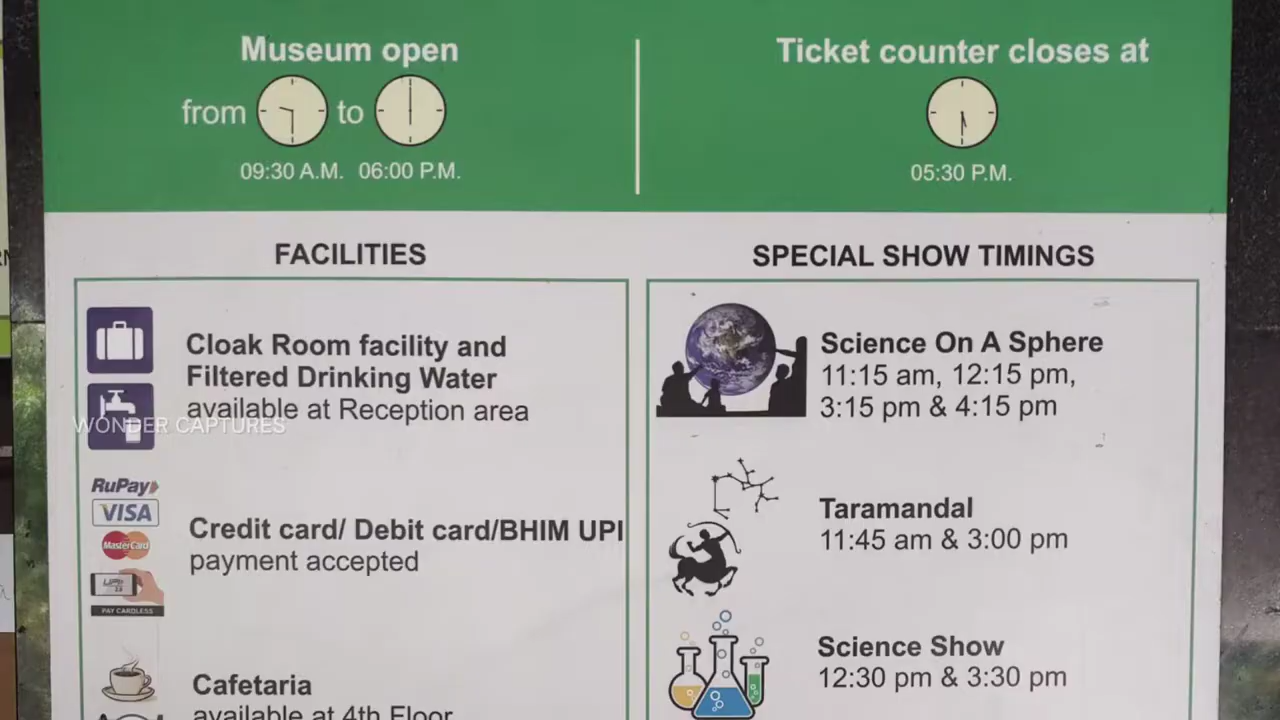 Museum open
from to
09:30 A.M. 06:00 P.M.
Ticket counter closes at
05:30 P.M.
FACILITIES
Cloak Room facility and
Filtered Drinking Water
available at Reception area
WONDER CAPTURES
RuPay
VISA
MasterCard
UPI
PAY CARDLESS
Credit card/ Debit card/BHIM UPI
payment accepted
Cafetaria
available at 4th Floor
SPECIAL SHOW TIMINGS
Science On A Sphere
11:15 am, 12:15 pm,
3:15 pm & 4:15 pm
Taramandal
11:45 am & 3:00 pm
Science Show
12:30 pm & 3:30 pm